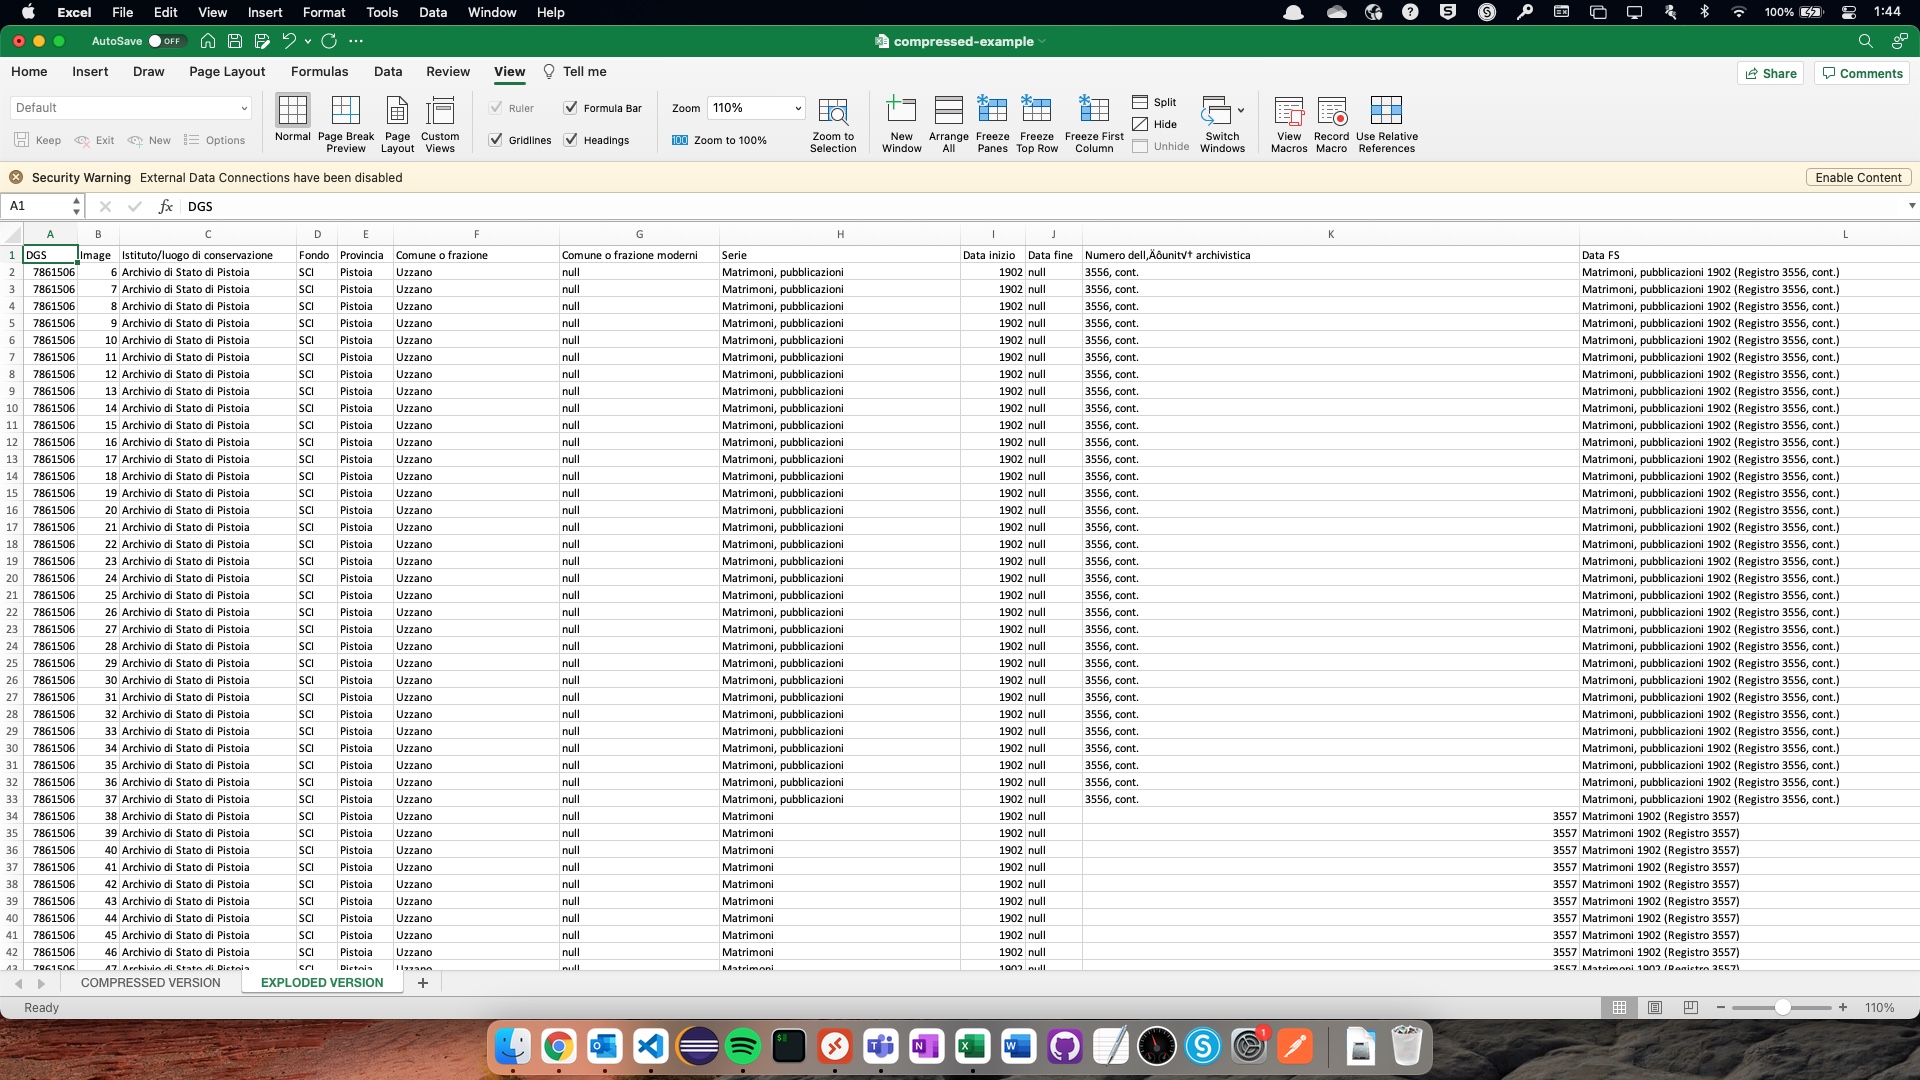 Excel File Edit View Insert Format Tools Data Window Help 100% 1:44
AutoSave OFF compressed-example
Home Insert Draw Page Layout Formulas Data Review View Tell me Share Comments
Default Ruler Formula Bar Zoom 110% Split
Keep Exit New Options Normal Page Break Preview Page Layout Custom Views Gridlines Headings 100 Zoom to 100% Zoom to Selection New Window Arrange All Freeze Panes Freeze Top Row Freeze First Column Hide Unhide Switch Windows View Macros Record Macro Use Relative References
Security Warning External Data Connections have been disabled Enable Content
A1 fx DGS
A B C D E F G H I J K L
1 DGS Image Istituto/luogo di conservazione Fondo Provincia Comune o frazione Comune o frazione moderni Serie Data inizio Data fine Numero dell‚Äôunit√† archivistica Data FS
2 7861506 6 Archivio di Stato di Pistoia SCI Pistoia Uzzano null Matrimoni, pubblicazioni 1902 null 3556, cont. Matrimoni, pubblicazioni 1902 (Registro 3556, cont.)
3 7861506 7 Archivio di Stato di Pistoia SCI Pistoia Uzzano null Matrimoni, pubblicazioni 1902 null 3556, cont. Matrimoni, pubblicazioni 1902 (Registro 3556, cont.)
4 7861506 8 Archivio di Stato di Pistoia SCI Pistoia Uzzano null Matrimoni, pubblicazioni 1902 null 3556, cont. Matrimoni, pubblicazioni 1902 (Registro 3556, cont.)
5 7861506 9 Archivio di Stato di Pistoia SCI Pistoia Uzzano null Matrimoni, pubblicazioni 1902 null 3556, cont. Matrimoni, pubblicazioni 1902 (Registro 3556, cont.)
6 7861506 10 Archivio di Stato di Pistoia SCI Pistoia Uzzano null Matrimoni, pubblicazioni 1902 null 3556, cont. Matrimoni, pubblicazioni 1902 (Registro 3556, cont.)
7 7861506 11 Archivio di Stato di Pistoia SCI Pistoia Uzzano null Matrimoni, pubblicazioni 1902 null 3556, cont. Matrimoni, pubblicazioni 1902 (Registro 3556, cont.)
8 7861506 12 Archivio di Stato di Pistoia SCI Pistoia Uzzano null Matrimoni, pubblicazioni 1902 null 3556, cont. Matrimoni, pubblicazioni 1902 (Registro 3556, cont.)
9 7861506 13 Archivio di Stato di Pistoia SCI Pistoia Uzzano null Matrimoni, pubblicazioni 1902 null 3556, cont. Matrimoni, pubblicazioni 1902 (Registro 3556, cont.)
10 7861506 14 Archivio di Stato di Pistoia SCI Pistoia Uzzano null Matrimoni, pubblicazioni 1902 null 3556, cont. Matrimoni, pubblicazioni 1902 (Registro 3556, cont.)
11 7861506 15 Archivio di Stato di Pistoia SCI Pistoia Uzzano null Matrimoni, pubblicazioni 1902 null 3556, cont. Matrimoni, pubblicazioni 1902 (Registro 3556, cont.)
12 7861506 16 Archivio di Stato di Pistoia SCI Pistoia Uzzano null Matrimoni, pubblicazioni 1902 null 3556, cont. Matrimoni, pubblicazioni 1902 (Registro 3556, cont.)
13 7861506 17 Archivio di Stato di Pistoia SCI Pistoia Uzzano null Matrimoni, pubblicazioni 1902 null 3556, cont. Matrimoni, pubblicazioni 1902 (Registro 3556, cont.)
14 7861506 18 Archivio di Stato di Pistoia SCI Pistoia Uzzano null Matrimoni, pubblicazioni 1902 null 3556, cont. Matrimoni, pubblicazioni 1902 (Registro 3556, cont.)
15 7861506 19 Archivio di Stato di Pistoia SCI Pistoia Uzzano null Matrimoni, pubblicazioni 1902 null 3556, cont. Matrimoni, pubblicazioni 1902 (Registro 3556, cont.)
16 7861506 20 Archivio di Stato di Pistoia SCI Pistoia Uzzano null Matrimoni, pubblicazioni 1902 null 3556, cont. Matrimoni, pubblicazioni 1902 (Registro 3556, cont.)
17 7861506 21 Archivio di Stato di Pistoia SCI Pistoia Uzzano null Matrimoni, pubblicazioni 1902 null 3556, cont. Matrimoni, pubblicazioni 1902 (Registro 3556, cont.)
18 7861506 22 Archivio di Stato di Pistoia SCI Pistoia Uzzano null Matrimoni, pubblicazioni 1902 null 3556, cont. Matrimoni, pubblicazioni 1902 (Registro 3556, cont.)
19 7861506 23 Archivio di Stato di Pistoia SCI Pistoia Uzzano null Matrimoni, pubblicazioni 1902 null 3556, cont. Matrimoni, pubblicazioni 1902 (Registro 3556, cont.)
20 7861506 24 Archivio di Stato di Pistoia SCI Pistoia Uzzano null Matrimoni, pubblicazioni 1902 null 3556, cont. Matrimoni, pubblicazioni 1902 (Registro 3556, cont.)
21 7861506 25 Archivio di Stato di Pistoia SCI Pistoia Uzzano null Matrimoni, pubblicazioni 1902 null 3556, cont. Matrimoni, pubblicazioni 1902 (Registro 3556, cont.)
22 7861506 26 Archivio di Stato di Pistoia SCI Pistoia Uzzano null Matrimoni, pubblicazioni 1902 null 3556, cont. Matrimoni, pubblicazioni 1902 (Registro 3556, cont.)
23 7861506 27 Archivio di Stato di Pistoia SCI Pistoia Uzzano null Matrimoni, pubblicazioni 1902 null 3556, cont. Matrimoni, pubblicazioni 1902 (Registro 3556, cont.)
24 7861506 28 Archivio di Stato di Pistoia SCI Pistoia Uzzano null Matrimoni, pubblicazioni 1902 null 3556, cont. Matrimoni, pubblicazioni 1902 (Registro 3556, cont.)
25 7861506 29 Archivio di Stato di Pistoia SCI Pistoia Uzzano null Matrimoni, pubblicazioni 1902 null 3556, cont. Matrimoni, pubblicazioni 1902 (Registro 3556, cont.)
26 7861506 30 Archivio di Stato di Pistoia SCI Pistoia Uzzano null Matrimoni, pubblicazioni 1902 null 3556, cont. Matrimoni, pubblicazioni 1902 (Registro 3556, cont.)
27 7861506 31 Archivio di Stato di Pistoia SCI Pistoia Uzzano null Matrimoni, pubblicazioni 1902 null 3556, cont. Matrimoni, pubblicazioni 1902 (Registro 3556, cont.)
28 7861506 32 Archivio di Stato di Pistoia SCI Pistoia Uzzano null Matrimoni, pubblicazioni 1902 null 3556, cont. Matrimoni, pubblicazioni 1902 (Registro 3556, cont.)
29 7861506 33 Archivio di Stato di Pistoia SCI Pistoia Uzzano null Matrimoni, pubblicazioni 1902 null 3556, cont. Matrimoni, pubblicazioni 1902 (Registro 3556, cont.)
30 7861506 34 Archivio di Stato di Pistoia SCI Pistoia Uzzano null Matrimoni, pubblicazioni 1902 null 3556, cont. Matrimoni, pubblicazioni 1902 (Registro 3556, cont.)
31 7861506 35 Archivio di Stato di Pistoia SCI Pistoia Uzzano null Matrimoni, pubblicazioni 1902 null 3556, cont. Matrimoni, pubblicazioni 1902 (Registro 3556, cont.)
32 7861506 36 Archivio di Stato di Pistoia SCI Pistoia Uzzano null Matrimoni, pubblicazioni 1902 null 3556, cont. Matrimoni, pubblicazioni 1902 (Registro 3556, cont.)
33 7861506 37 Archivio di Stato di Pistoia SCI Pistoia Uzzano null Matrimoni, pubblicazioni 1902 null 3556, cont. Matrimoni, pubblicazioni 1902 (Registro 3556, cont.)
34 7861506 38 Archivio di Stato di Pistoia SCI Pistoia Uzzano null Matrimoni 1902 null 3557 Matrimoni 1902 (Registro 3557)
35 7861506 39 Archivio di Stato di Pistoia SCI Pistoia Uzzano null Matrimoni 1902 null 3557 Matrimoni 1902 (Registro 3557)
36 7861506 40 Archivio di Stato di Pistoia SCI Pistoia Uzzano null Matrimoni 1902 null 3557 Matrimoni 1902 (Registro 3557)
37 7861506 41 Archivio di Stato di Pistoia SCI Pistoia Uzzano null Matrimoni 1902 null 3557 Matrimoni 1902 (Registro 3557)
38 7861506 42 Archivio di Stato di Pistoia SCI Pistoia Uzzano null Matrimoni 1902 null 3557 Matrimoni 1902 (Registro 3557)
39 7861506 43 Archivio di Stato di Pistoia SCI Pistoia Uzzano null Matrimoni 1902 null 3557 Matrimoni 1902 (Registro 3557)
40 7861506 44 Archivio di Stato di Pistoia SCI Pistoia Uzzano null Matrimoni 1902 null 3557 Matrimoni 1902 (Registro 3557)
41 7861506 45 Archivio di Stato di Pistoia SCI Pistoia Uzzano null Matrimoni 1902 null 3557 Matrimoni 1902 (Registro 3557)
42 7861506 46 Archivio di Stato di Pistoia SCI Pistoia Uzzano null Matrimoni 1902 null 3557 Matrimoni 1902 (Registro 3557)
43 7861506 47 Archivio di Stato di Pistoia SCI Pistoia Uzzano null Matrimoni 1902 null 3557 Matrimoni 1902 (Registro 3557)
COMPRESSED VERSION EXPLODED VERSION +
Ready 110%
1